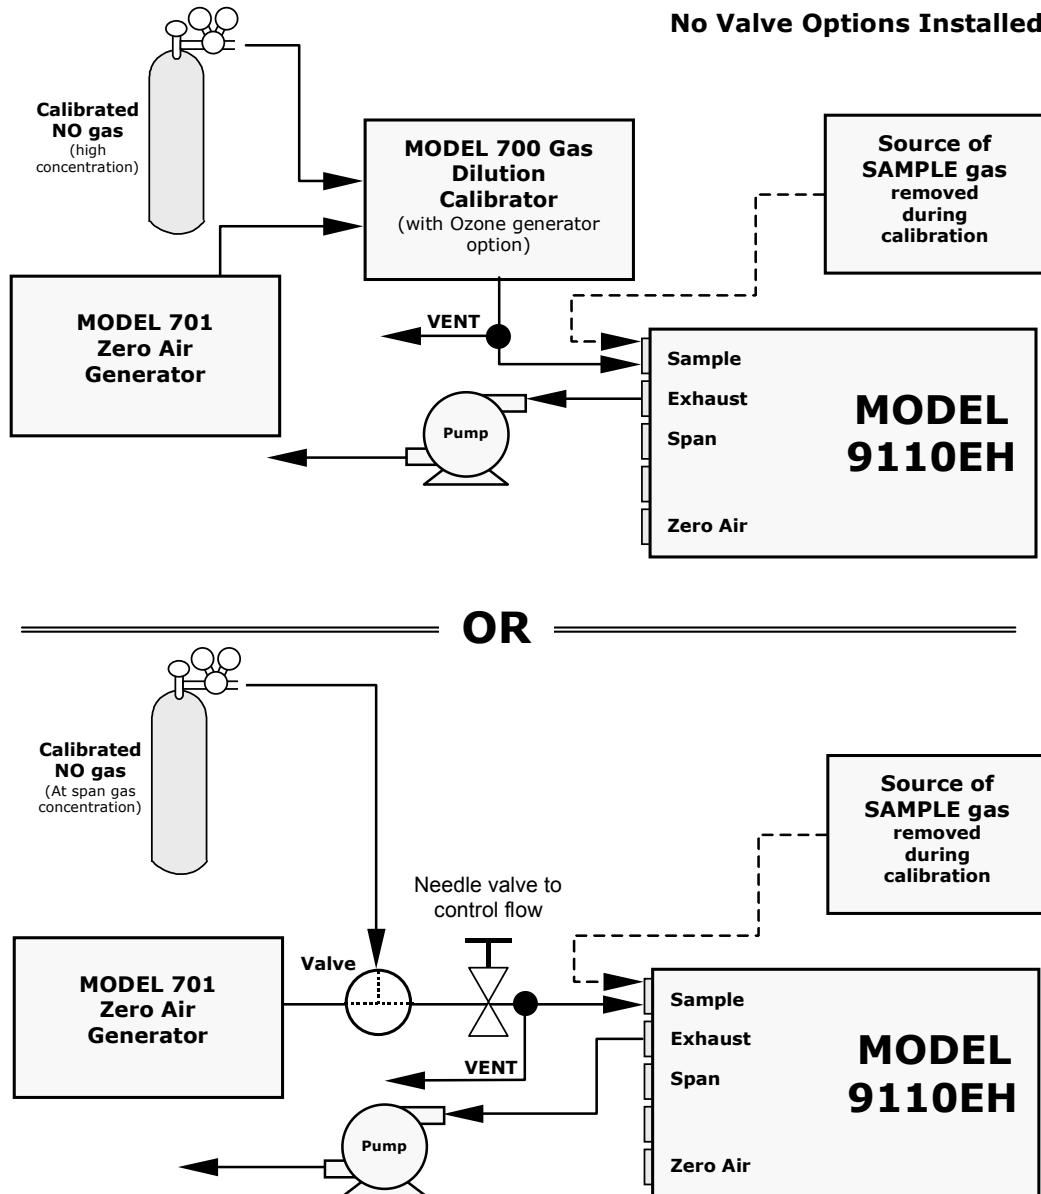 No Valve Options Installed
Calibrated
NO gas
(high
concentration)
MODEL 700 Gas
Dilution
Calibrator
(with Ozone generator
option)
Source of
SAMPLE gas
removed
during
calibration
MODEL 701
Zero Air
Generator
VENT
Pump
Sample
Exhaust
Span
Zero Air
MODEL
9110EH
OR
Calibrated
NO gas
(At span gas
concentration)
Source of
SAMPLE gas
removed
during
calibration
Needle valve to
control flow
MODEL 701
Zero Air
Generator
Valve
VENT
Pump
Sample
Exhaust
Span
Zero Air
MODEL
9110EH